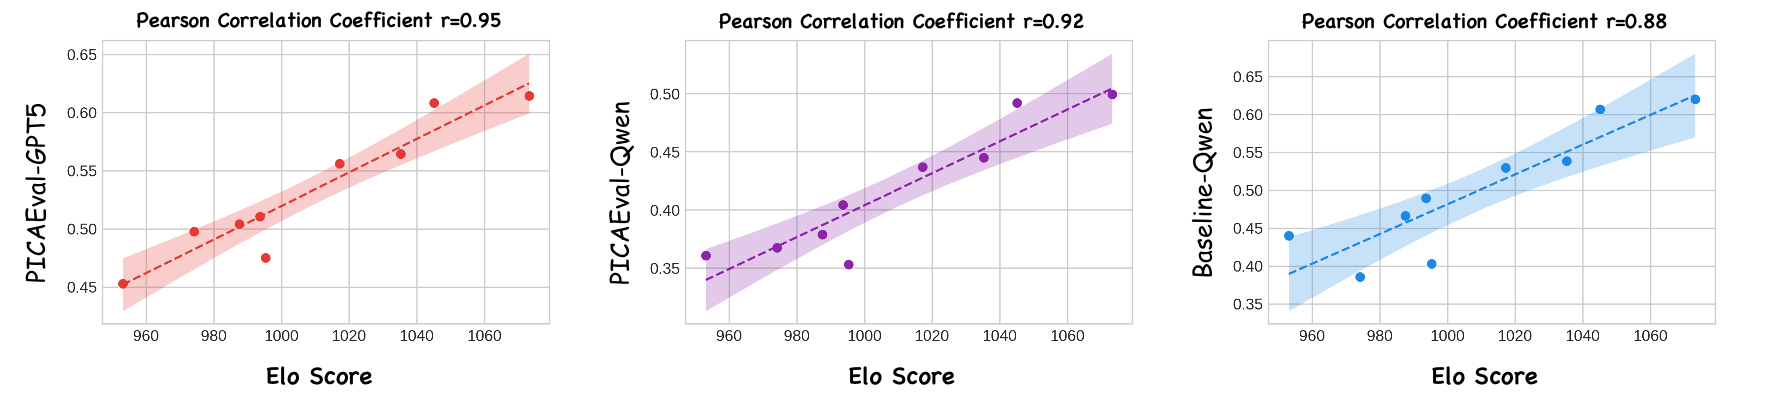 Pearson Correlation Coefficient r=0.95
PICAEval-GPT5
0.65
0.60
0.55
0.50
0.45
960 980 1000 1020 1040 1060
Elo Score
Pearson Correlation Coefficient r=0.92
PICAEval-Qwen
0.50
0.45
0.40
0.35
960 980 1000 1020 1040 1060
Elo Score
Pearson Correlation Coefficient r=0.88
Baseline-Qwen
0.65
0.60
0.55
0.50
0.45
0.40
0.35
960 980 1000 1020 1040 1060
Elo Score